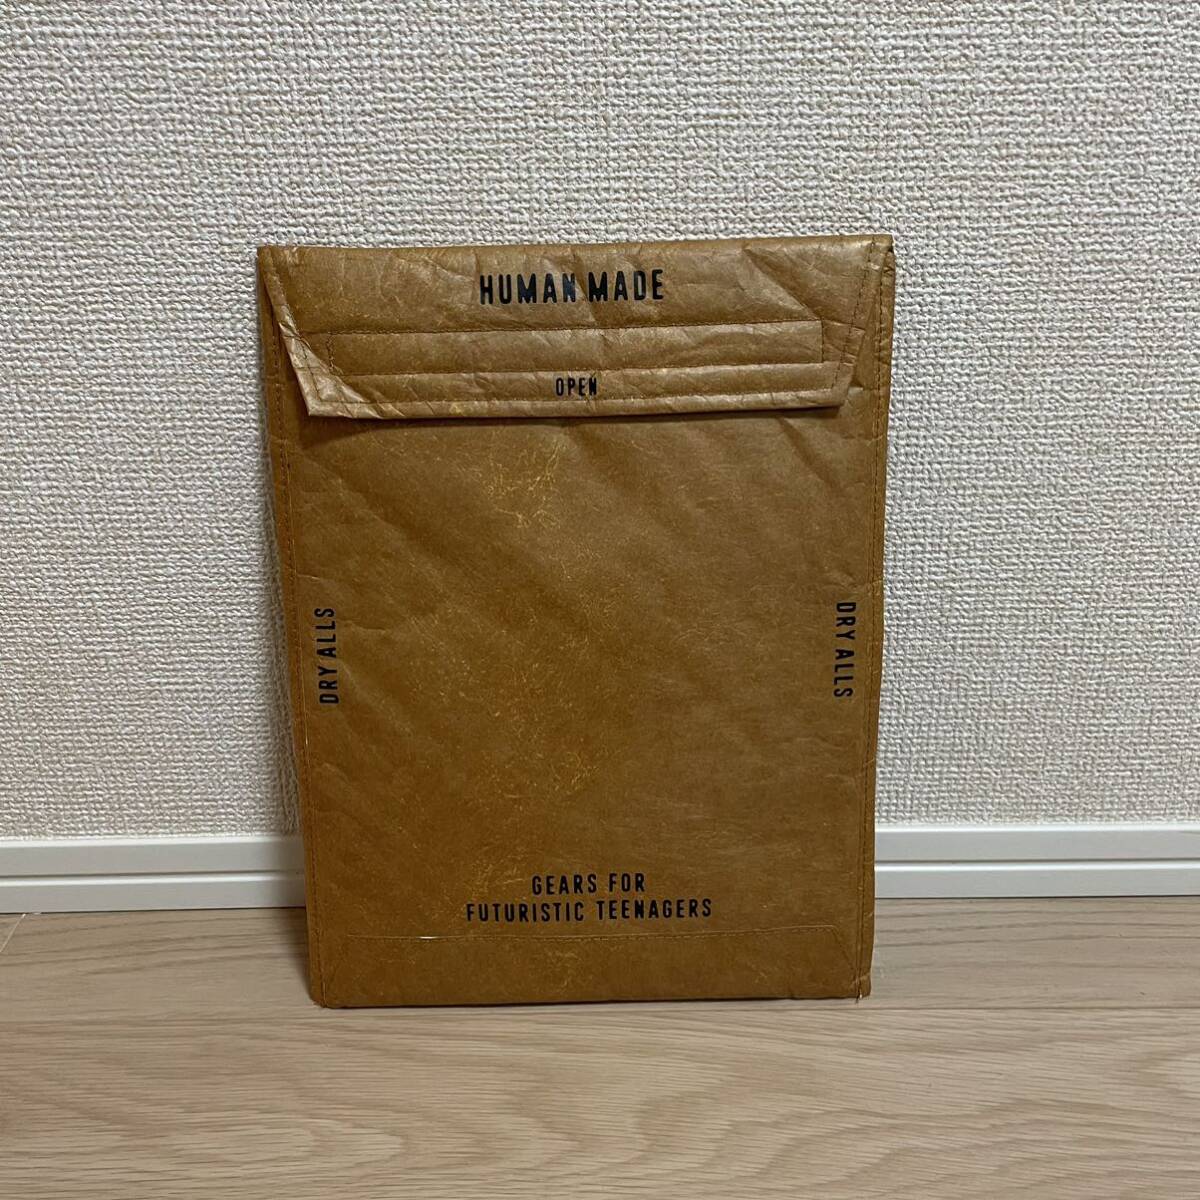 HUMAN MADE
OPEN
DRY ALLS
DRY ALLS
GEARS FOR
FUTURISTIC TEENAGERS